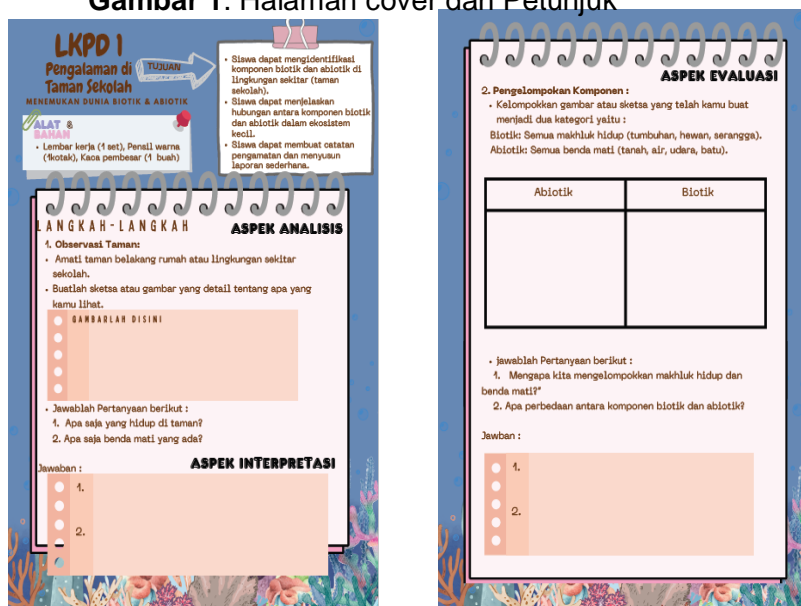 Gambar 1. Halaman cover dan Petunjuk
LKPD 1
Pengalaman di
Taman Sekolah
MENEMUKAN DUNIA BIOTIK & ABIOTIK
TUJUAN
• Siswa dapat mengidentifikasi
komponen biotik dan abiotik di
lingkungan sekitar (taman
sekolah).
• Siswa dapat menjelaskan
hubungan antara komponen biotik
dan abiotik dalam ekosistem
kecil.
• Siswa dapat membuat catatan
pengamatan dan menyusun
laporan sederhana.
ALAT &
BAHAN
• Lembar kerja (1 set), Pensil warna
(1kotak), Kaca pembesar (1 buah)
LANGKAH-LANGKAH
ASPEK ANALISIS
1. Observasi Taman:
• Amati taman belakang rumah atau lingkungan sekitar
sekolah.
• Buatlah sketsa atau gambar yang detail tentang apa yang
kamu lihat.
GAMBARLAH DISINI
• Jawablah Pertanyaan berikut :
1. Apa saja yang hidup di taman?
2. Apa saja benda mati yang ada?
ASPEK INTERPRETASI
Jawaban :
1.
2.
ASPEK EVALUASI
2. Pengelompokan Komponen :
• Kelompokkan gambar atau sketsa yang telah kamu buat
menjadi dua kategori yaitu :
Biotik: Semua makhluk hidup (tumbuhan, hewan, serangga).
Abiotik: Semua benda mati (tanah, air, udara, batu).
Abiotik
Biotik
• jawablah Pertanyaan berikut :
1. Mengapa kita mengelompokkan makhluk hidup dan
benda mati?"
2. Apa perbedaan antara komponen biotik dan abiotik?
Jawban :
1.
2.